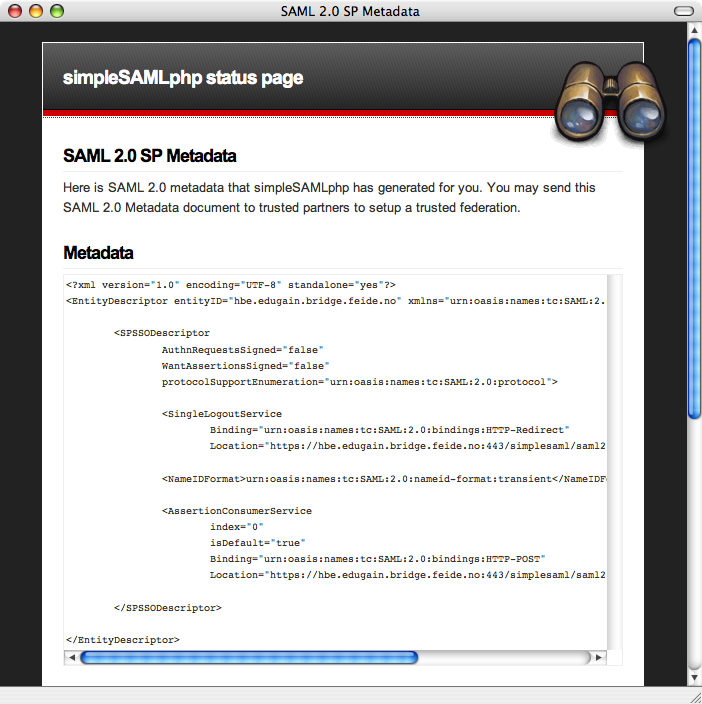 SAML 2.0 SP Metadata
simpleSAMLphp status page
SAML 2.0 SP Metadata
Here is SAML 2.0 metadata that simpleSAMLphp has generated for you. You may send this
SAML 2.0 Metadata document to trusted partners to setup a trusted federation.
Metadata
<?xml version="1.0" encoding="UTF-8" standalone="yes"?>
<EntityDescriptor entityID="hbe.edugain.bridge.feide.no" xmlns="urn:oasis:names:tc:SAML:2.
<SPSSODescriptor
AuthnRequestsSigned="false"
WantAssertionsSigned="false"
protocolSupportEnumeration="urn:oasis:names:tc:SAML:2.0:protocol">
<SingleLogoutService
Binding="urn:oasis:names:tc:SAML:2.0:bindings:HTTP-Redirect"
Location="https://hbe.edugain.bridge.feide.no:443/simplesaml/saml2
<NameIDFormat>urn:oasis:names:tc:SAML:2.0:nameid-format:transient</NameIDF
<AssertionConsumerService
index="0"
isDefault="true"
Binding="urn:oasis:names:tc:SAML:2.0:bindings:HTTP-POST"
Location="https://hbe.edugain.bridge.feide.no:443/simplesaml/saml2
</SPSSODescriptor>
</EntityDescriptor>